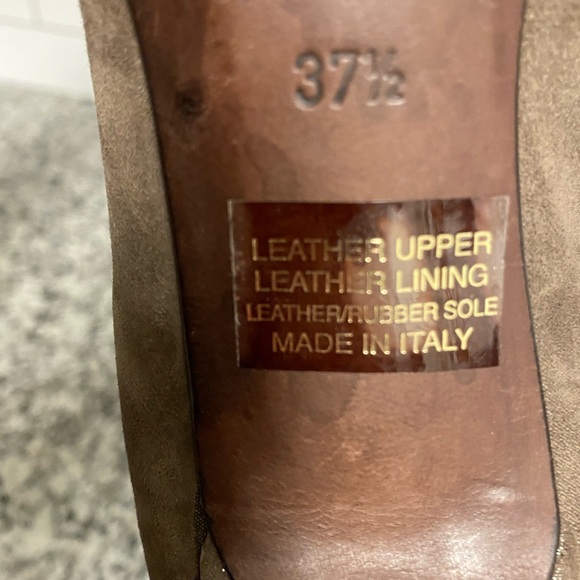 37½
LEATHER UPPER
LEATHER LINING
LEATHER/RUBBER SOLE
MADE IN ITALY